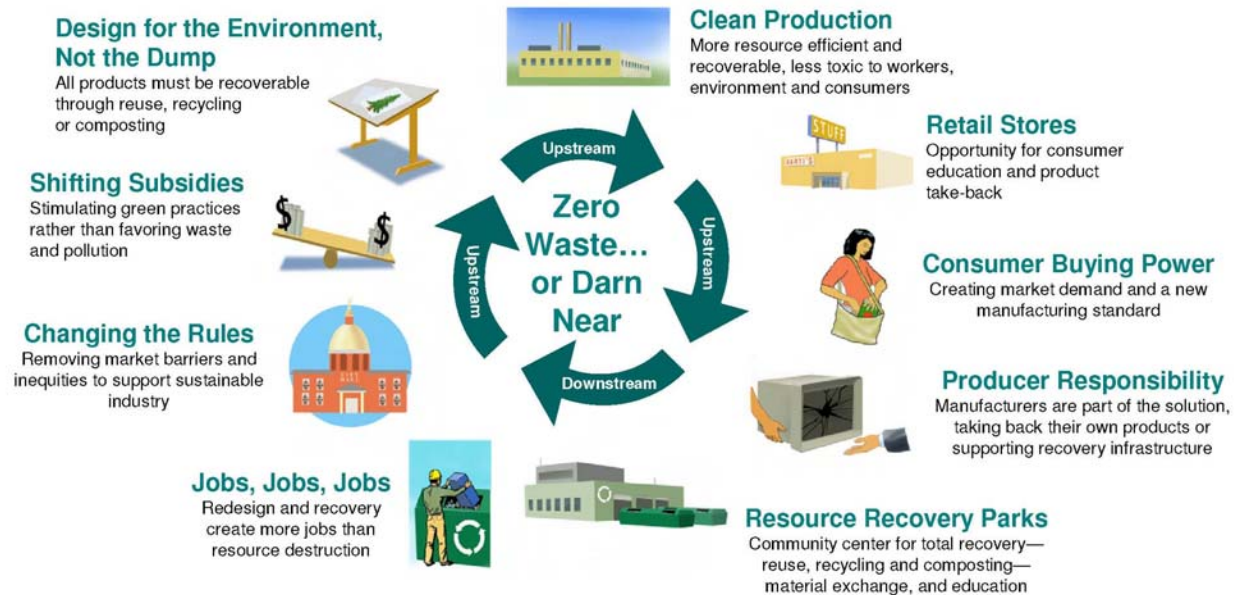 Design for the Environment,
Not the Dump
All products must be recoverable
through reuse, recycling
or composting
Clean Production
More resource efficient and
recoverable, less toxic to workers,
environment and consumers
STUFF
Retail Stores
Opportunity for consumer
education and product
take-back
Shifting Subsidies
Stimulating green practices
rather than favoring waste
and pollution
$
$
Upstream
Upstream
Upstream
Downstream
Zero
Waste...
or Darn
Near
Consumer Buying Power
Creating market demand and a new
manufacturing standard
Changing the Rules
Removing market barriers and
inequities to support sustainable
industry
CITY
HALL
Producer Responsibility
Manufacturers are part of the solution,
taking back their own products or
supporting recovery infrastructure
Jobs, Jobs, Jobs
Redesign and recovery
create more jobs than
resource destruction
Resource Recovery Parks
Community center for total recovery—
reuse, recycling and composting—
material exchange, and education